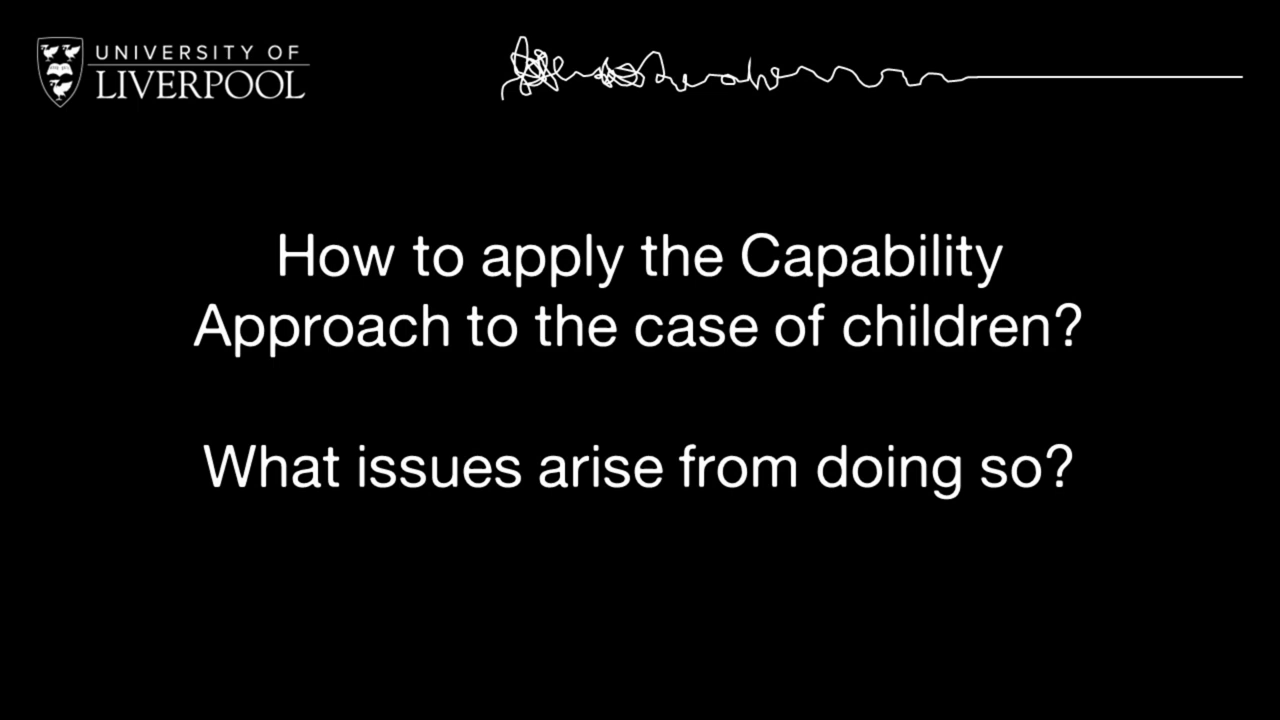 UNIVERSITY OF
LIVERPOOL
How to apply the Capability
Approach to the case of children?
What issues arise from doing so?